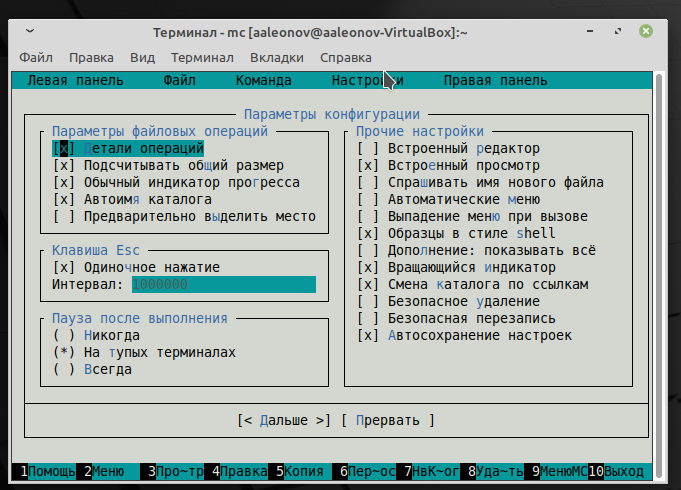 Терминал - mc [aaleonov@aaleonov-VirtualBox]:~
Файл Правка Вид Терминал Вкладки Справка
Левая панель Файл Команда Настройки Правая панель
Параметры конфигурации
Параметры файловых операций
[x] Детали операций
[x] Подсчитывать общий размер
[x] Обычный индикатор прогресса
[x] Автоимя каталога
[ ] Предварительно выделить место
Клавиша Esc
[x] Одиночное нажатие
Интервал: 1000000
Пауза после выполнения
( ) Никогда
(*) На тупых терминалах
( ) Всегда
Прочие настройки
[ ] Встроенный редактор
[x] Встроенный просмотр
[ ] Спрашивать имя нового файла
[ ] Автоматические меню
[ ] Выпадение меню при вызове
[x] Образцы в стиле shell
[ ] Дополнение: показывать всё
[x] Вращающийся индикатор
[x] Смена каталога по ссылкам
[ ] Безопасное удаление
[ ] Безопасная перезапись
[x] Автосохранение настроек
[< Дальше >] [ Прервать ]
1Помощь 2Меню 3Про~тр 4Правка 5Копия 6Пер~ос 7НвК~ог 8Уда~ть 9МенюМС 10Выход